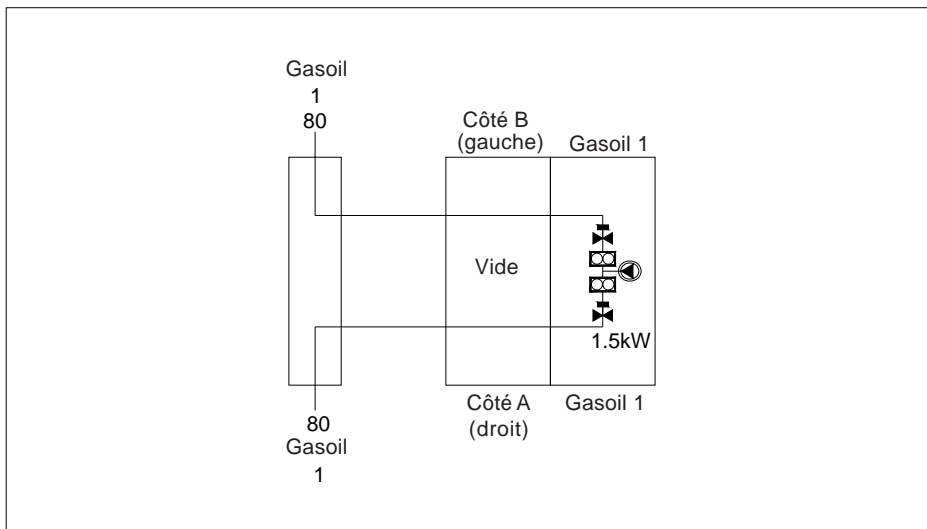 Gasoil
1
80
Côté B
(gauche)
Gasoil 1
Vide
1.5kW
Côté A
(droit)
Gasoil 1
80
Gasoil
1